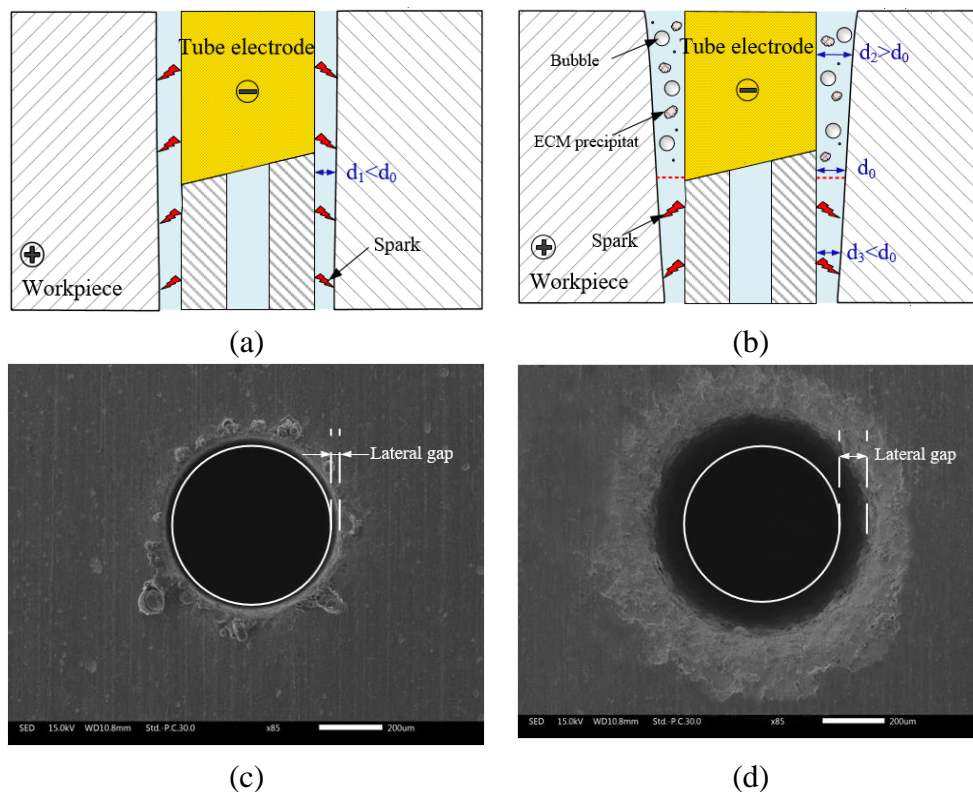 Tube electrode
d1<d0
Spark
Workpiece
(a)
Bubble
Tube electrode
d2>d0
ECM precipitat
d0
Spark
d3<d0
Workpiece
(b)
Lateral gap
SED 15.0kV WD10.8mm Std.-P.C.30.0 x85 200um
(c)
Lateral gap
SED 15.0kV WD10.8mm Std.-P.C.30.0 x85 200um
(d)